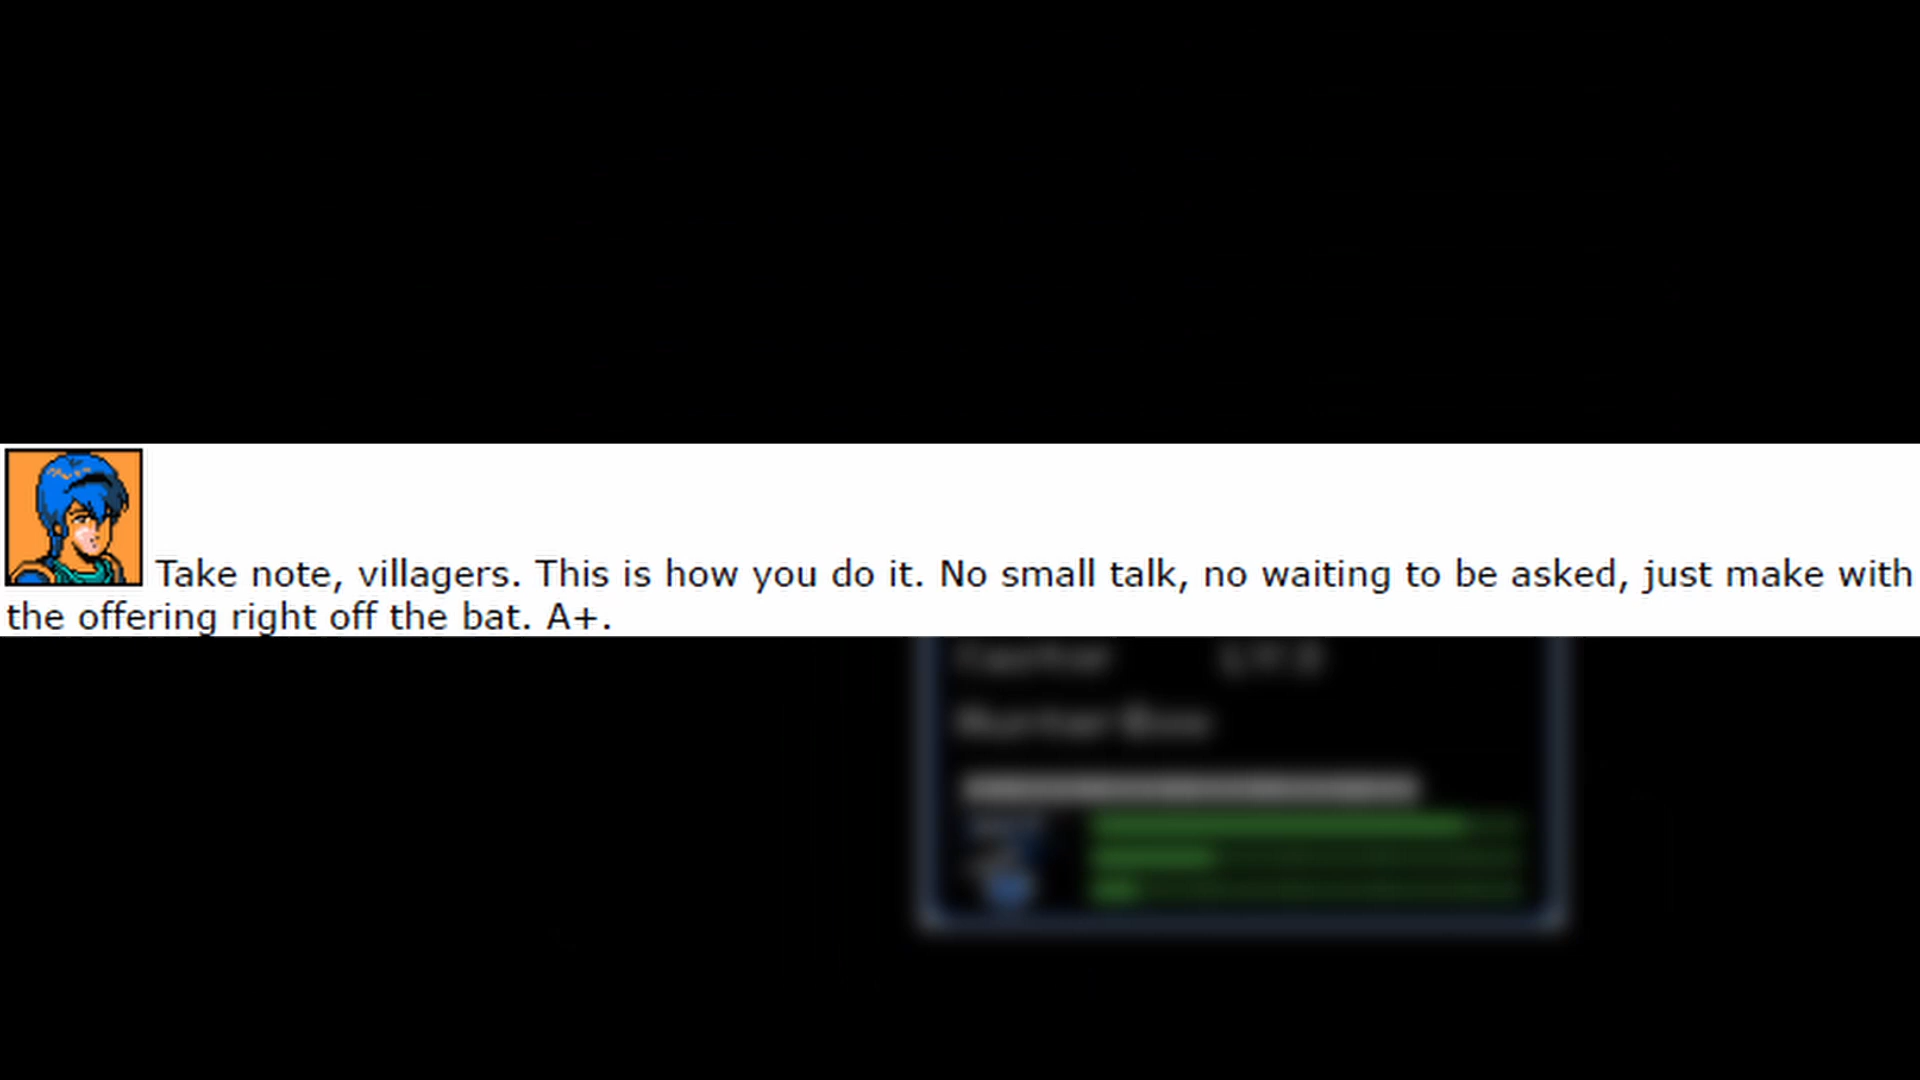 Take note, villagers. This is how you do it. No small talk, no waiting to be asked, just make with
the offering right off the bat. A+.